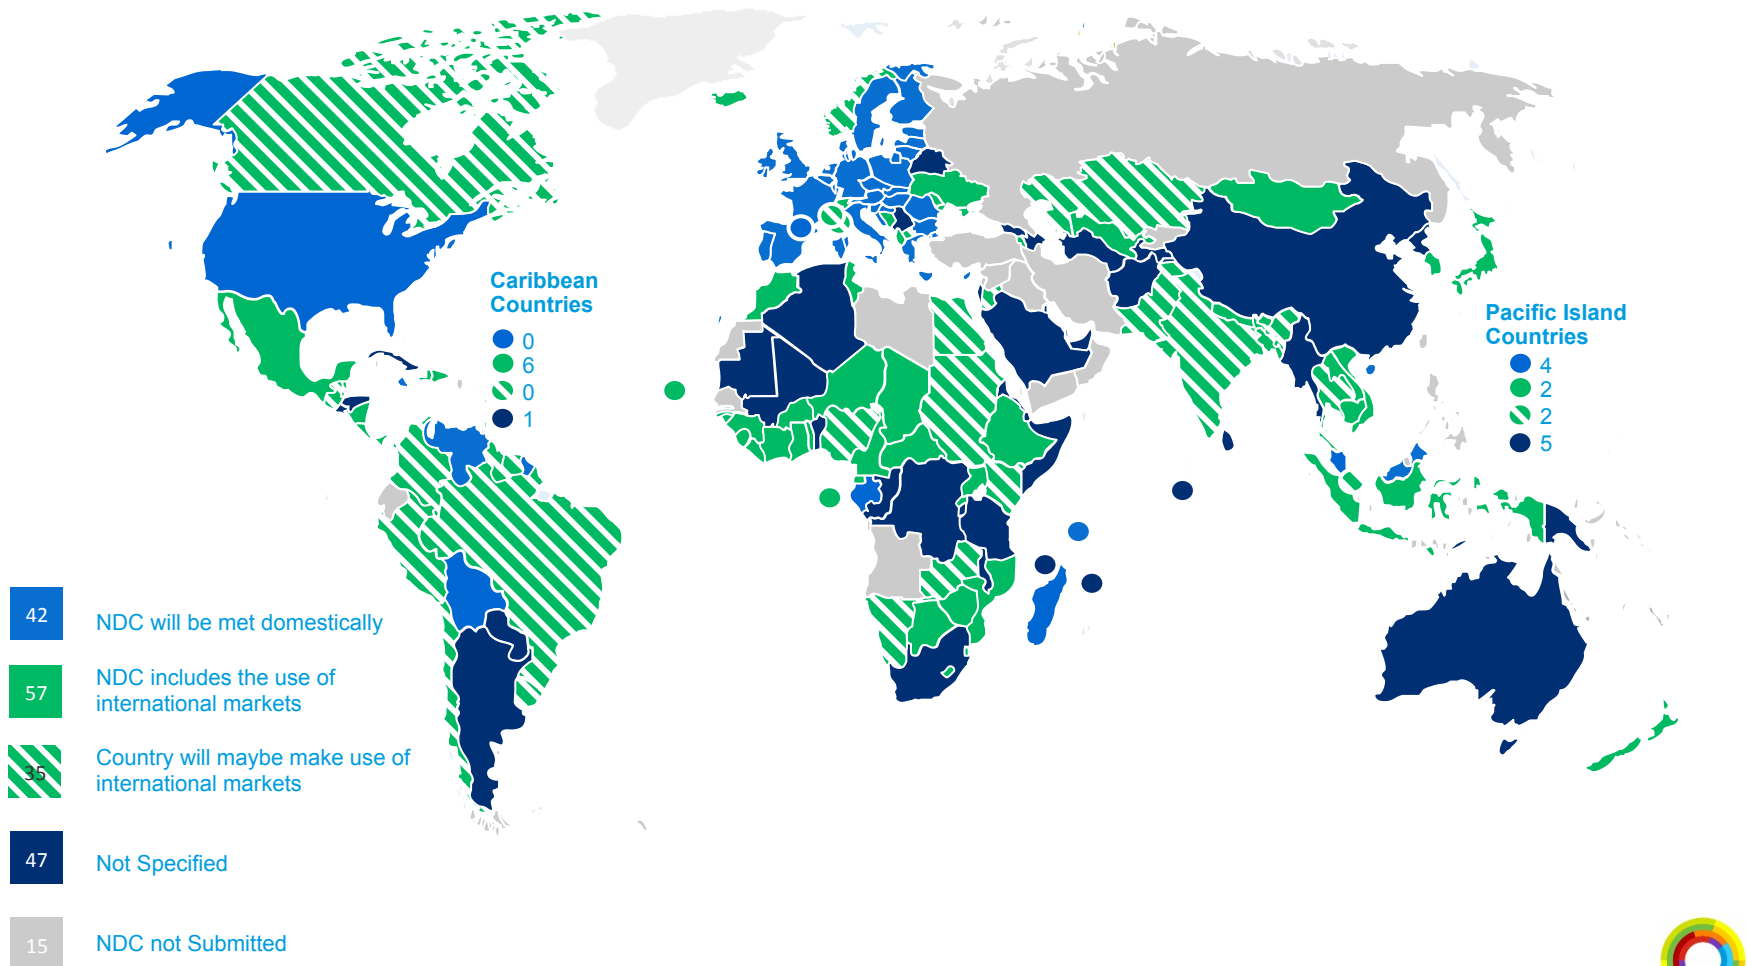 Caribbean
Countries
0
6
0
1
Pacific Island
Countries
4
2
2
5
42
NDC will be met domestically
57
NDC includes the use of
international markets
35
Country will maybe make use of
international markets
47
Not Specified
15
NDC not Submitted